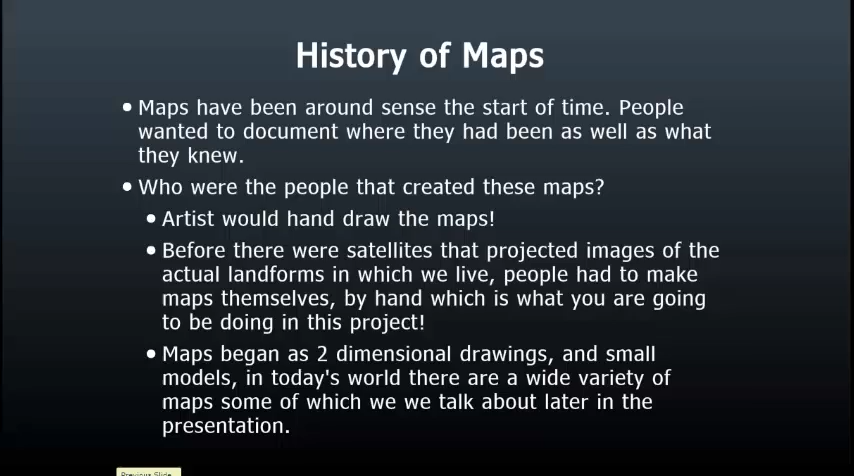 History of Maps
• Maps have been around sense the start of time. People
wanted to document where they had been as well as what
they knew.
• Who were the people that created these maps?
• Artist would hand draw the maps!
• Before there were satellites that projected images of the
actual landforms in which we live, people had to make
maps themselves, by hand which is what you are going
to be doing in this project!
• Maps began as 2 dimensional drawings, and small
models, in today's world there are a wide variety of
maps some of which we we talk about later in the
presentation.
Previous Slide